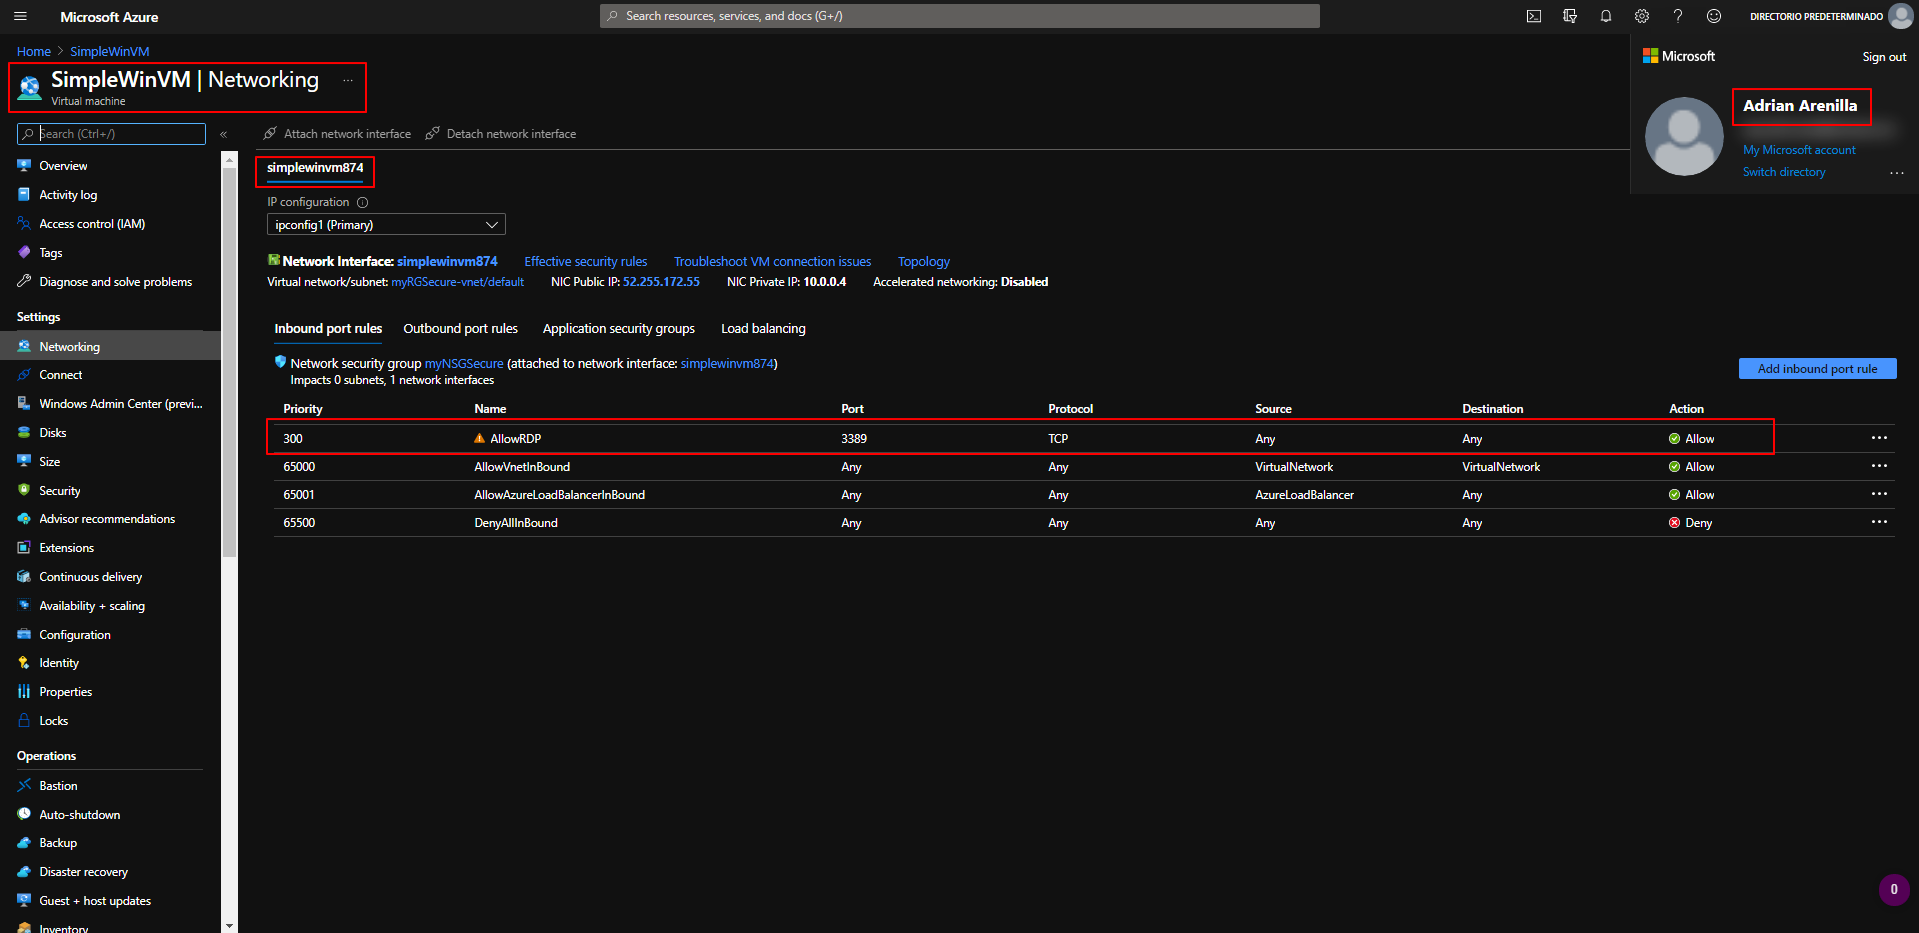 Microsoft Azure
Search resources, services, and docs (G+/)
DIRECTORIO PREDETERMINADO
Home > SimpleWinVM
SimpleWinVM | Networking ...
Virtual machine
Microsoft
Sign out
Adrian Arenilla
My Microsoft account
Switch directory
...
Search (Ctrl+/)
«
Attach network interface
Detach network interface
Overview
Activity log
Access control (IAM)
Tags
Diagnose and solve problems
Settings
Networking
Connect
Windows Admin Center (previ...
Disks
Size
Security
Advisor recommendations
Extensions
Continuous delivery
Availability + scaling
Configuration
Identity
Properties
Locks
Operations
Bastion
Auto-shutdown
Backup
Disaster recovery
Guest + host updates
Inventory
simplewinvm874
IP configuration
ipconfig1 (Primary)
Network Interface: simplewinvm874 Effective security rules Troubleshoot VM connection issues Topology
Virtual network/subnet: myRGSecure-vnet/default NIC Public IP: 52.255.172.55 NIC Private IP: 10.0.0.4 Accelerated networking: Disabled
Inbound port rules Outbound port rules Application security groups Load balancing
Network security group myNSGSecure (attached to network interface: simplewinvm874)
Impacts 0 subnets, 1 network interfaces
Add inbound port rule
Priority Name Port Protocol Source Destination Action
300 AllowRDP 3389 TCP Any Any Allow ...
65000 AllowVnetInBound Any Any VirtualNetwork VirtualNetwork Allow ...
65001 AllowAzureLoadBalancerInBound Any Any AzureLoadBalancer Any Allow ...
65500 DenyAllInBound Any Any Any Any Deny ...
0